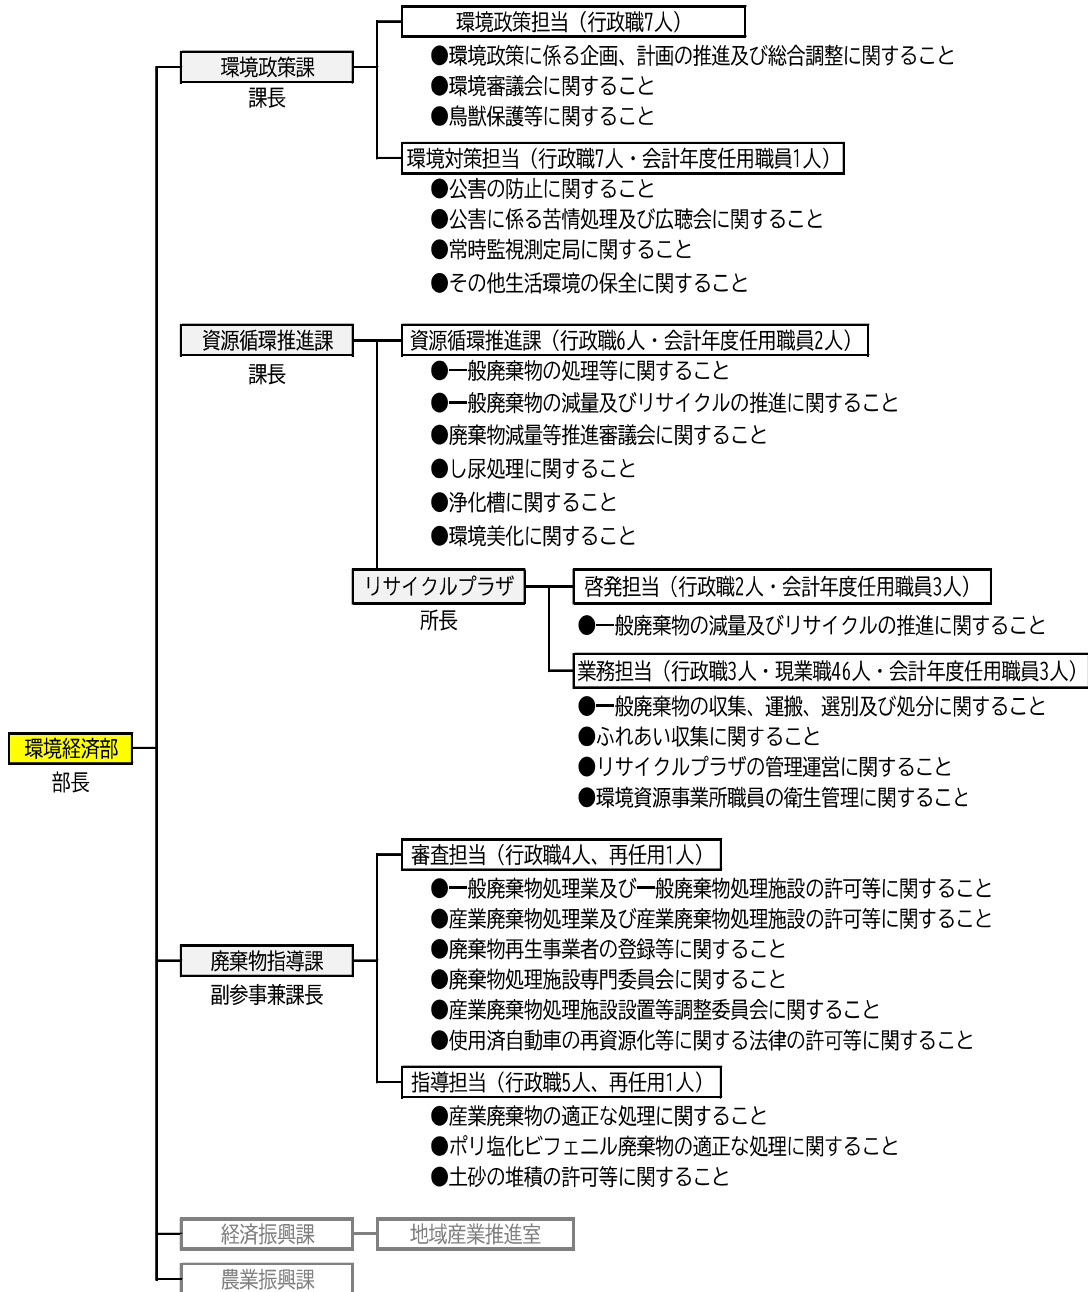 環境政策担当（行政職7人）
●環境政策に係る企画、計画の推進及び総合調整に関すること
環境政策課
課長
●環境審議会に関すること
●鳥獣保護等に関すること
環境対策担当（行政職7人・会計年度任用職員1人）
●公害の防止に関すること
●公害に係る苦情処理及び広聴会に関すること
●常時監視測定局に関すること
●その他生活環境の保全に関すること
資源循環推進課
課長
資源循環推進課（行政職6人・会計年度任用職員2人）
●一般廃棄物の処理等に関すること
●一般廃棄物の減量及びリサイクルの推進に関すること
●廃棄物減量等推進審議会に関すること
●し尿処理に関すること
●浄化槽に関すること
●環境美化に関すること
リサイクルプラザ
所長
啓発担当（行政職2人・会計年度任用職員3人）
●一般廃棄物の減量及びリサイクルの推進に関すること
業務担当（行政職3人・現業職46人・会計年度任用職員3人）
●一般廃棄物の収集、運搬、選別及び処分に関すること
●ふれあい収集に関すること
●リサイクルプラザの管理運営に関すること
●環境資源事業所職員の衛生管理に関すること
環境経済部
部長
審査担当（行政職4人、再任用1人）
●一般廃棄物処理業及び一般廃棄物処理施設の許可等に関すること
●産業廃棄物処理業及び産業廃棄物処理施設の許可等に関すること
●廃棄物再生事業者の登録等に関すること
●廃棄物処理施設専門委員会に関すること
●産業廃棄物処理施設設置等調整委員会に関すること
●使用済自動車の再資源化等に関する法律の許可等に関すること
廃棄物指導課
副参事兼課長
指導担当（行政職5人、再任用1人）
●産業廃棄物の適正な処理に関すること
●ポリ塩化ビフェニル廃棄物の適正な処理に関すること
●土砂の堆積の許可等に関すること
経済振興課
地域産業推進室
農業振興課